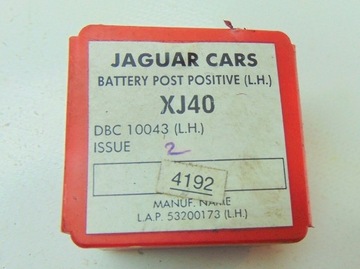 JAGUAR CARS
BATTERY POST POSITIVE (L.H.)
XJ40
DBC 10043 (L.H.)
ISSUE 2
4192
MANUF. NAME
L.A.P. 53200173 (L.H.)